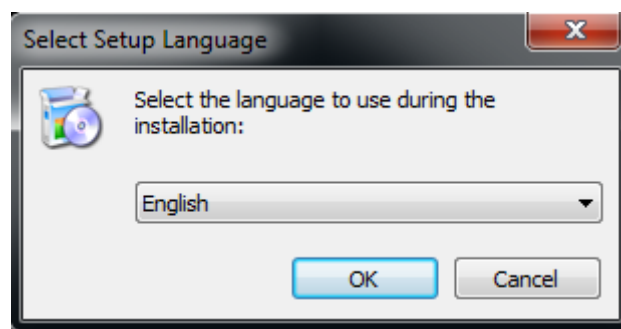 Select Setup Language
Select the language to use during the
installation:
English
OK
Cancel